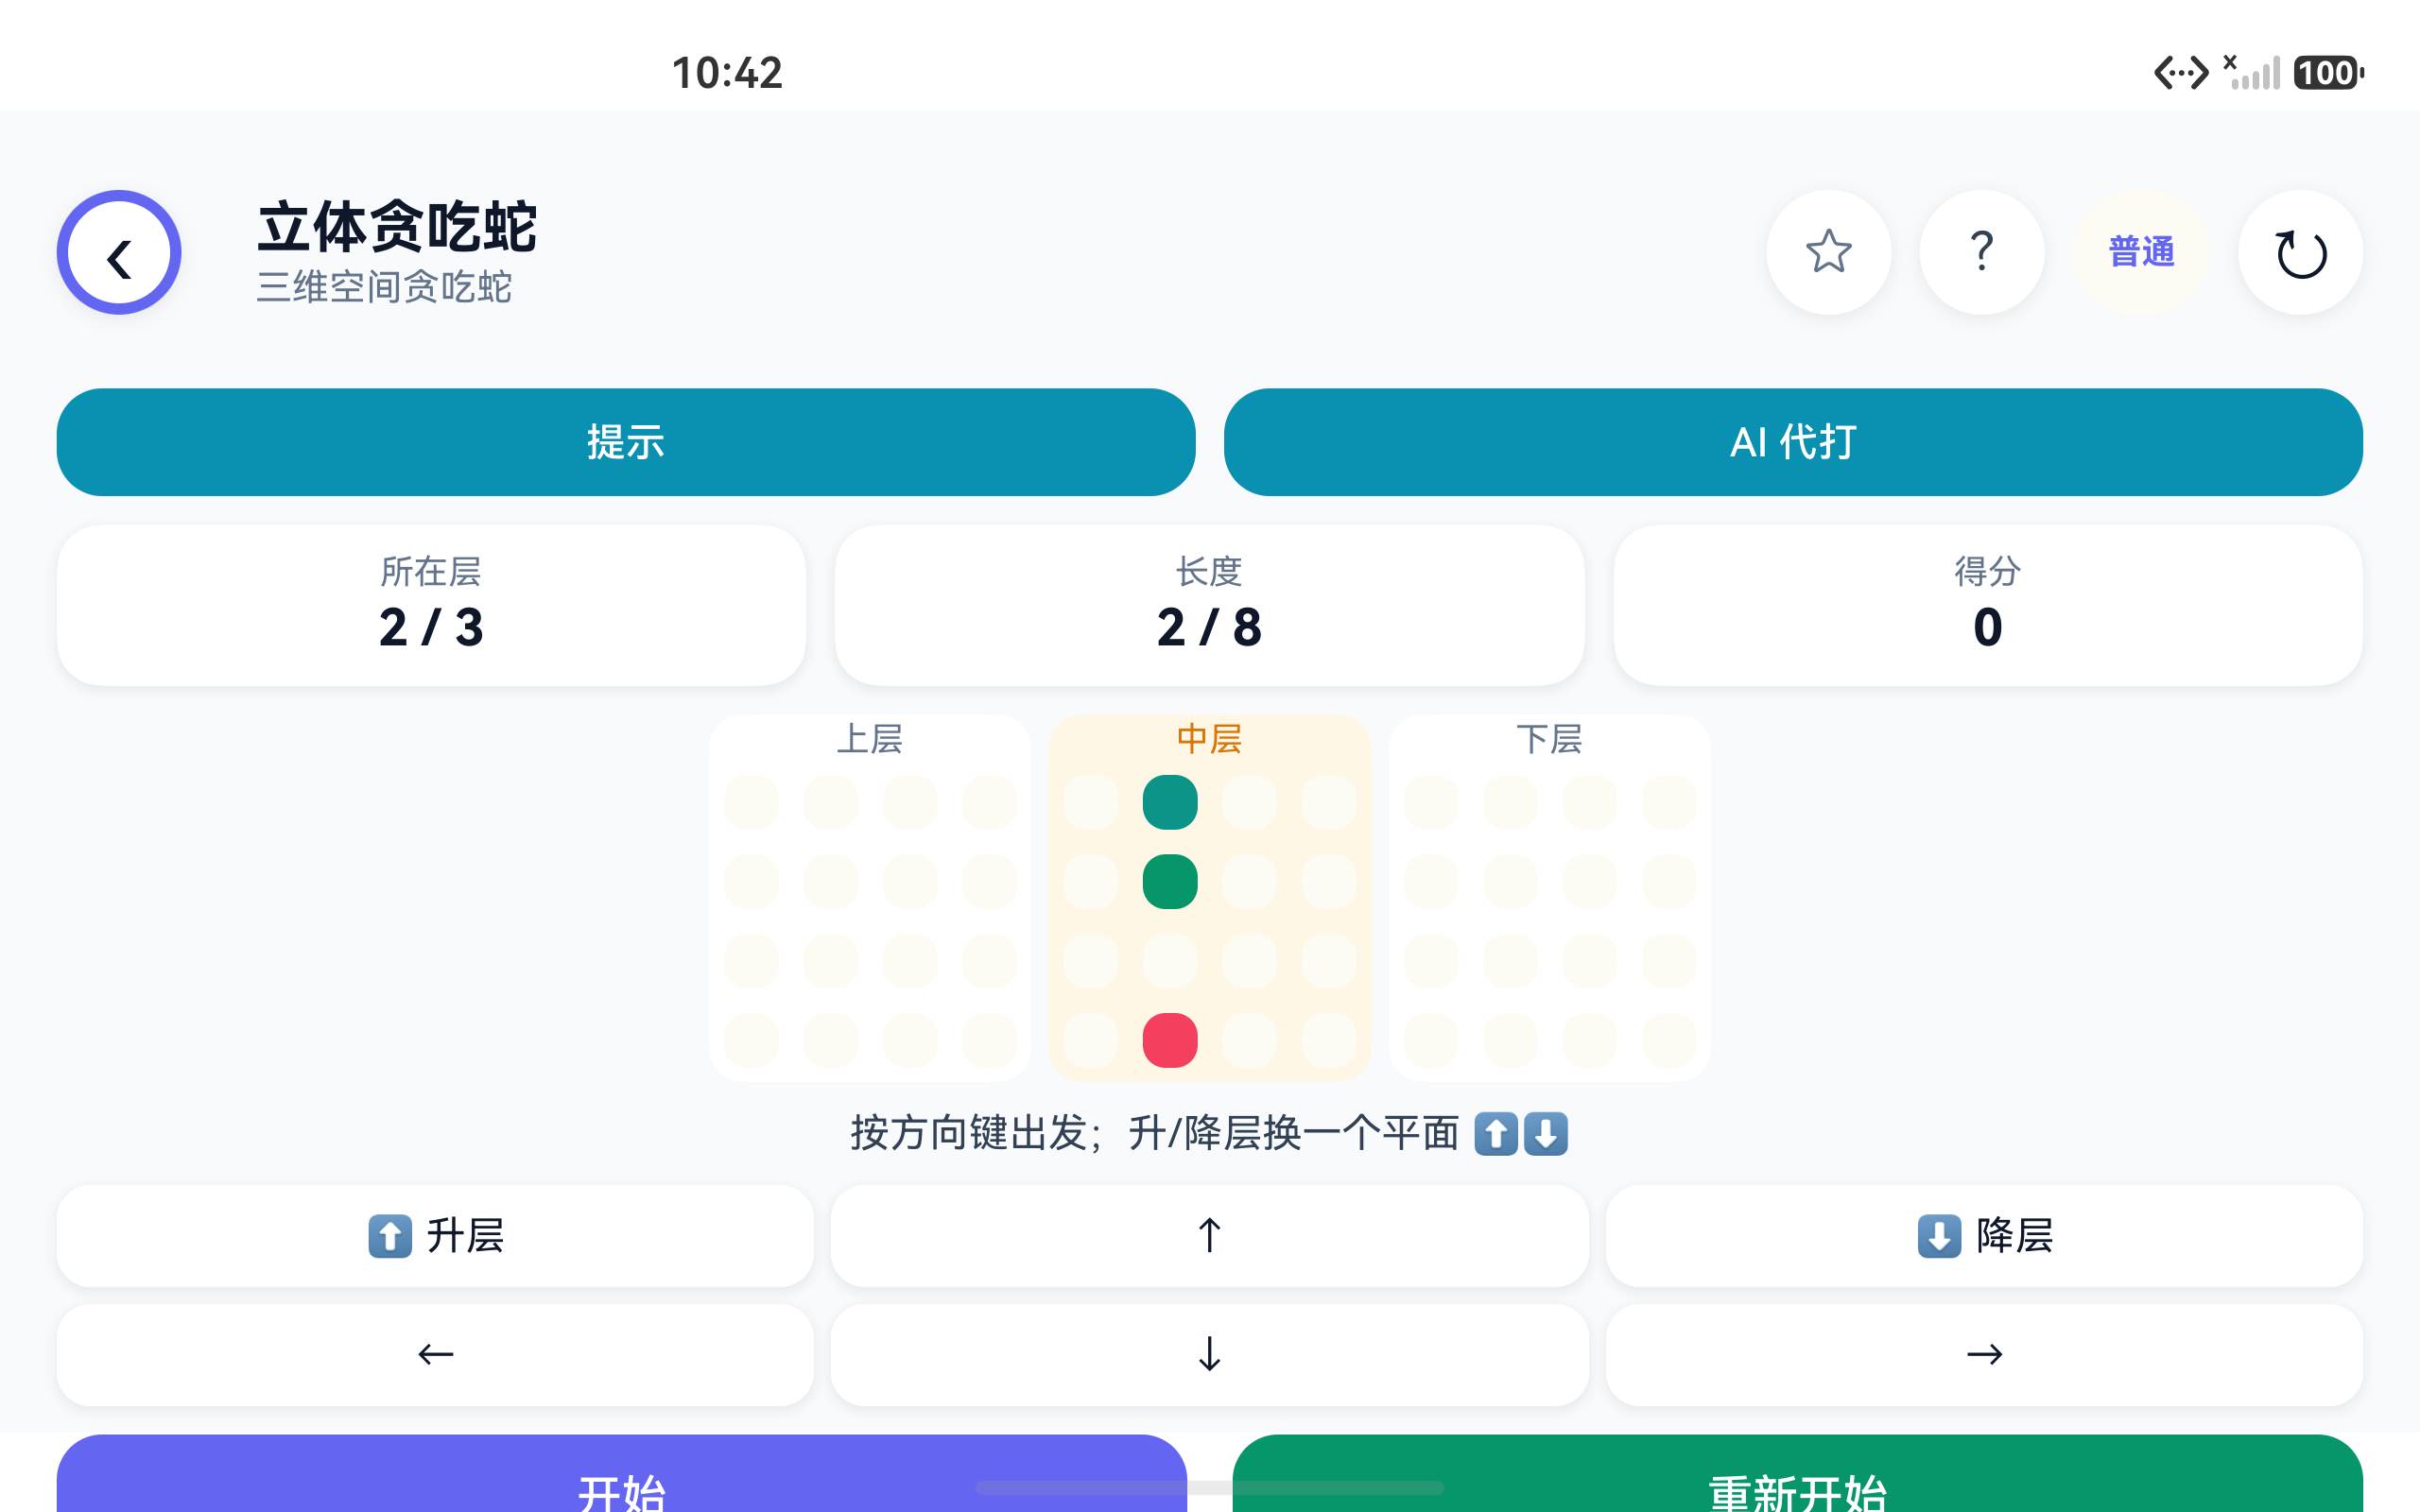 10:42
100
立体贪吃蛇
三维空间贪吃蛇
?
普通
提示
AI 代打
所在层
2 / 3
长度
2 / 8
得分
0
上层
中层
下层
按方向键出发；升/降层换一个平面 ⬆️⬇️
⬆️ 升层
↑
⬇️ 降层
←
↓
→
开始
重新开始